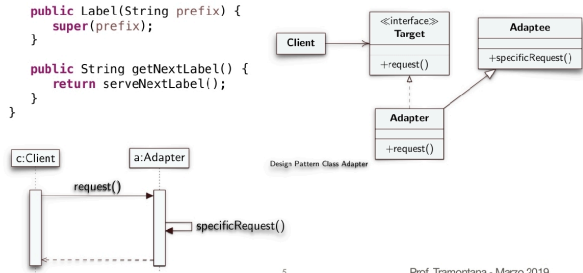 public Label(String prefix) {
super(prefix);
}
public String getNextLabel() {
return serveNextLabel();
}
}
Client
≪interface≫
Target
+request()
Adaptee
+specificRequest()
Adapter
+request()
Design Pattern Class Adapter
c:Client
a:Adapter
request()
specificRequest()
5
Prof. Tramontana - Marzo 2019